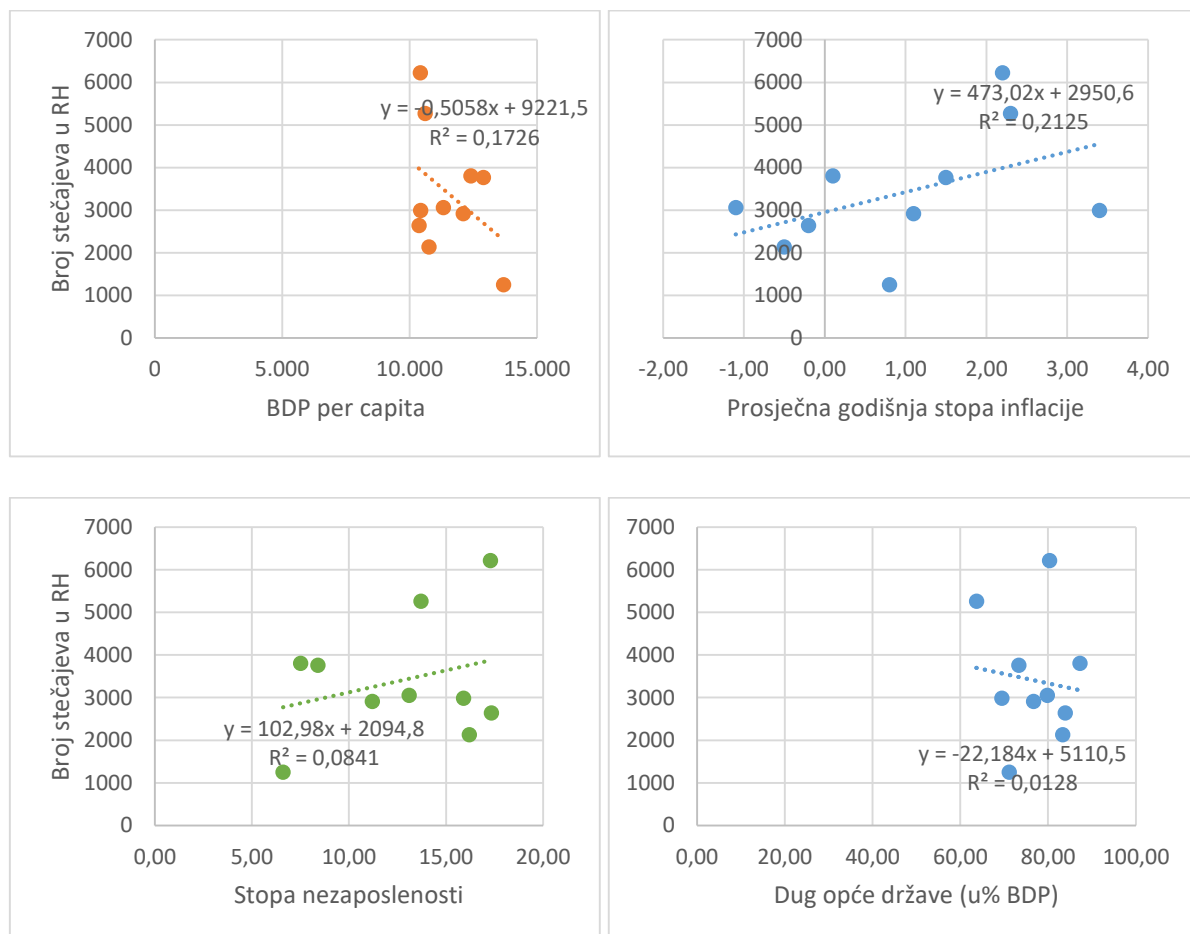 7000
6000
5000
4000
3000
2000
1000
0
Broj stečajeva u RH
y = -0,5058x + 9221,5
R² = 0,1726
0 5.000 10.000 15.000
BDP per capita
7000
6000
5000
4000
3000
2000
1000
0
y = 473,02x + 2950,6
R² = 0,2125
-2,00 -1,00 0,00 1,00 2,00 3,00 4,00
Prosječna godišnja stopa inflacije
7000
6000
5000
4000
3000
2000
1000
0
Broj stečajeva u RH
y = 102,98x + 2094,8
R² = 0,0841
0,00 5,00 10,00 15,00 20,00
Stopa nezaposlenosti
7000
6000
5000
4000
3000
2000
1000
0
y = -22,184x + 5110,5
R² = 0,0128
0,00 20,00 40,00 60,00 80,00 100,00
Dug opće države (u% BDP)